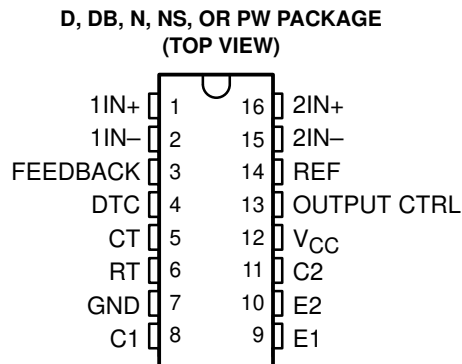 D, DB, N, NS, OR PW PACKAGE
(TOP VIEW)
1IN+ 1 16 2IN+
1IN– 2 15 2IN–
FEEDBACK 3 14 REF
DTC 4 13 OUTPUT CTRL
CT 5 12 VCC
RT 6 11 C2
GND 7 10 E2
C1 8 9 E1